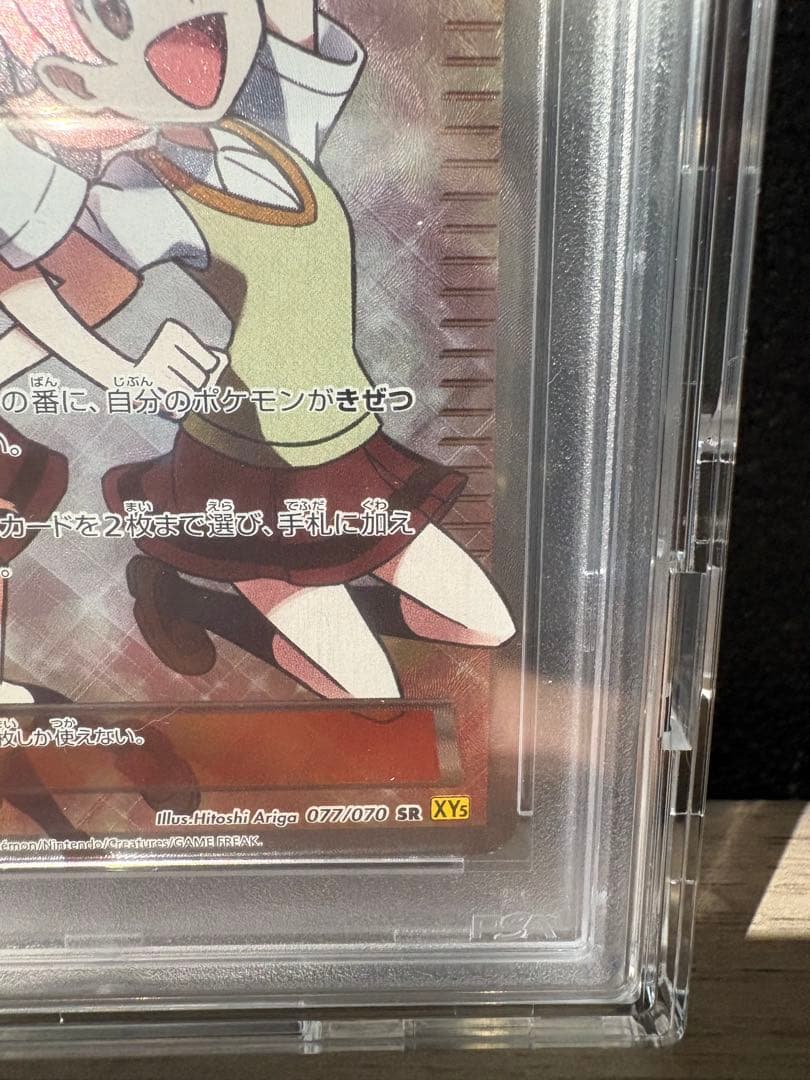 の番に、自分のポケモンがきぜつ
い。
カードを2枚まで選び、手札に加え
。
枚しか使えない。
Illus.Hitoshi Ariga 077/070 SR XY5
émon/Nintendo/Creatures/GAME FREAK.
PSA